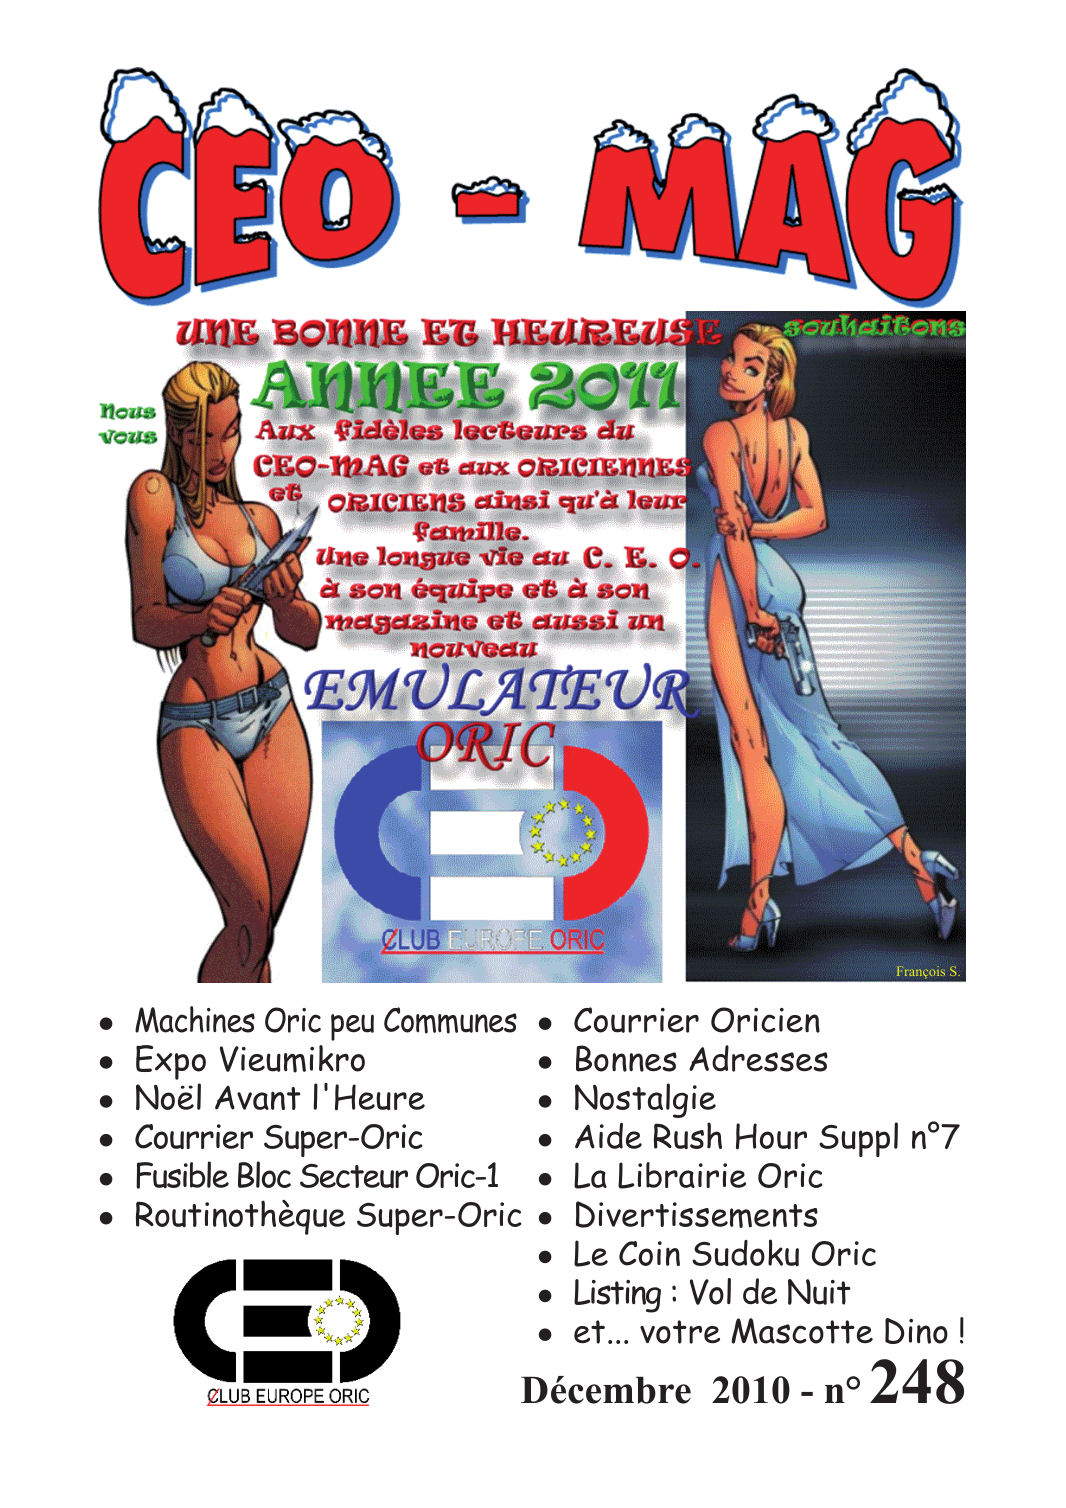 CEO - MAG
Nous
vous
souhaitons
UNE BONNE ET HEUREUSE
ANNEE 2011
Aux fidèles lecteurs du
CEO-MAG et aux ORICIENNES
et ORICIENS ainsi qu'à leur
famille.
Une longue vie au C. E. O.
à son équipe et à son
magazine et aussi un
nouveau
EMULATEUR
ORIC
CEO
CLUB EUROPE ORIC
François S.
● Machines Oric peu Communes
● Expo Vieumikro
● Noël Avant l'Heure
● Courrier Super-Oric
● Fusible Bloc Secteur Oric-1
● Routinothèque Super-Oric
● Courrier Oricien
● Bonnes Adresses
● Nostalgie
● Aide Rush Hour Suppl n°7
● La Librairie Oric
● Divertissements
● Le Coin Sudoku Oric
● Listing : Vol de Nuit
● et... votre Mascotte Dino !
CEO
CLUB EUROPE ORIC
Décembre 2010 - n° 248